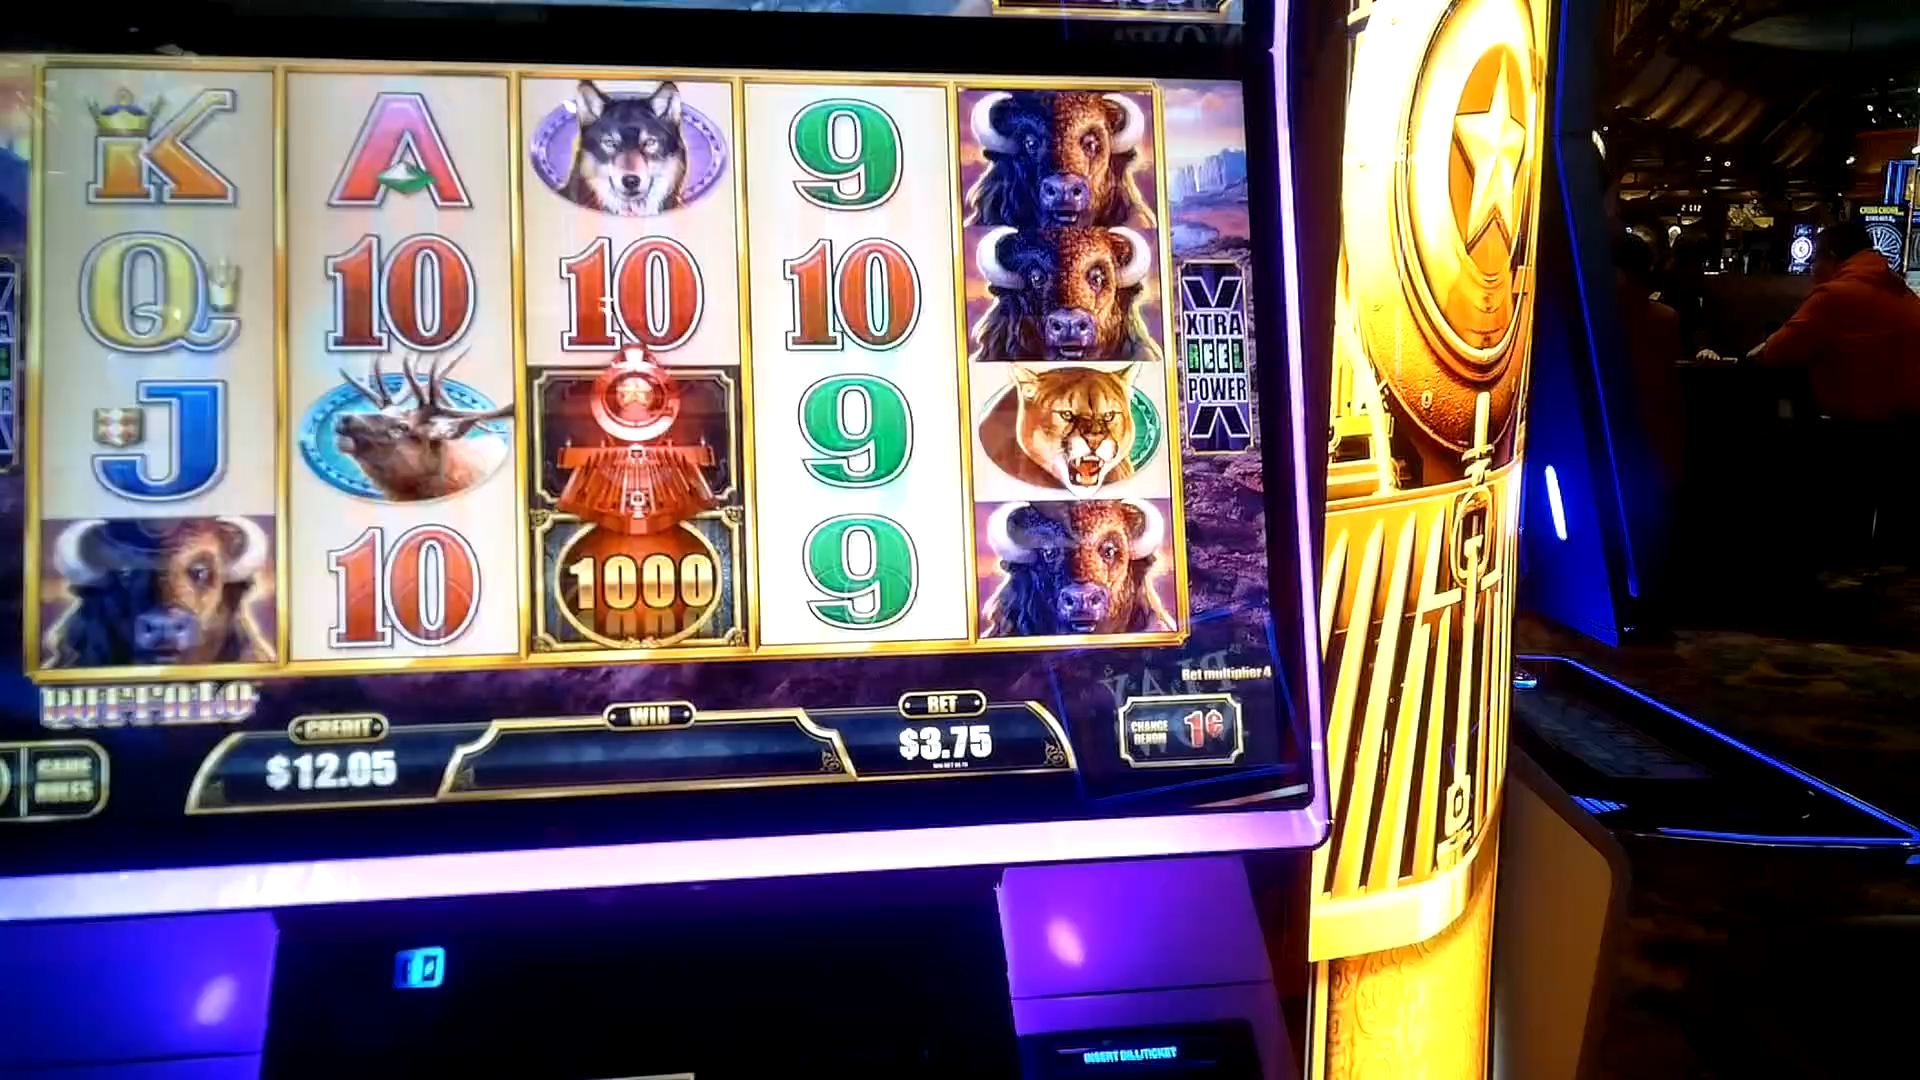 K A 9
Q 10 10 10
XTRA
REEL
POWER
J 9
10 1000 9
BUFFALO
Bet multiplier 4
CREDIT WIN BET
$12.05 $3.75
CHANGE
DENOM
1¢
GAME
RULES
INSERT BILL/TICKET